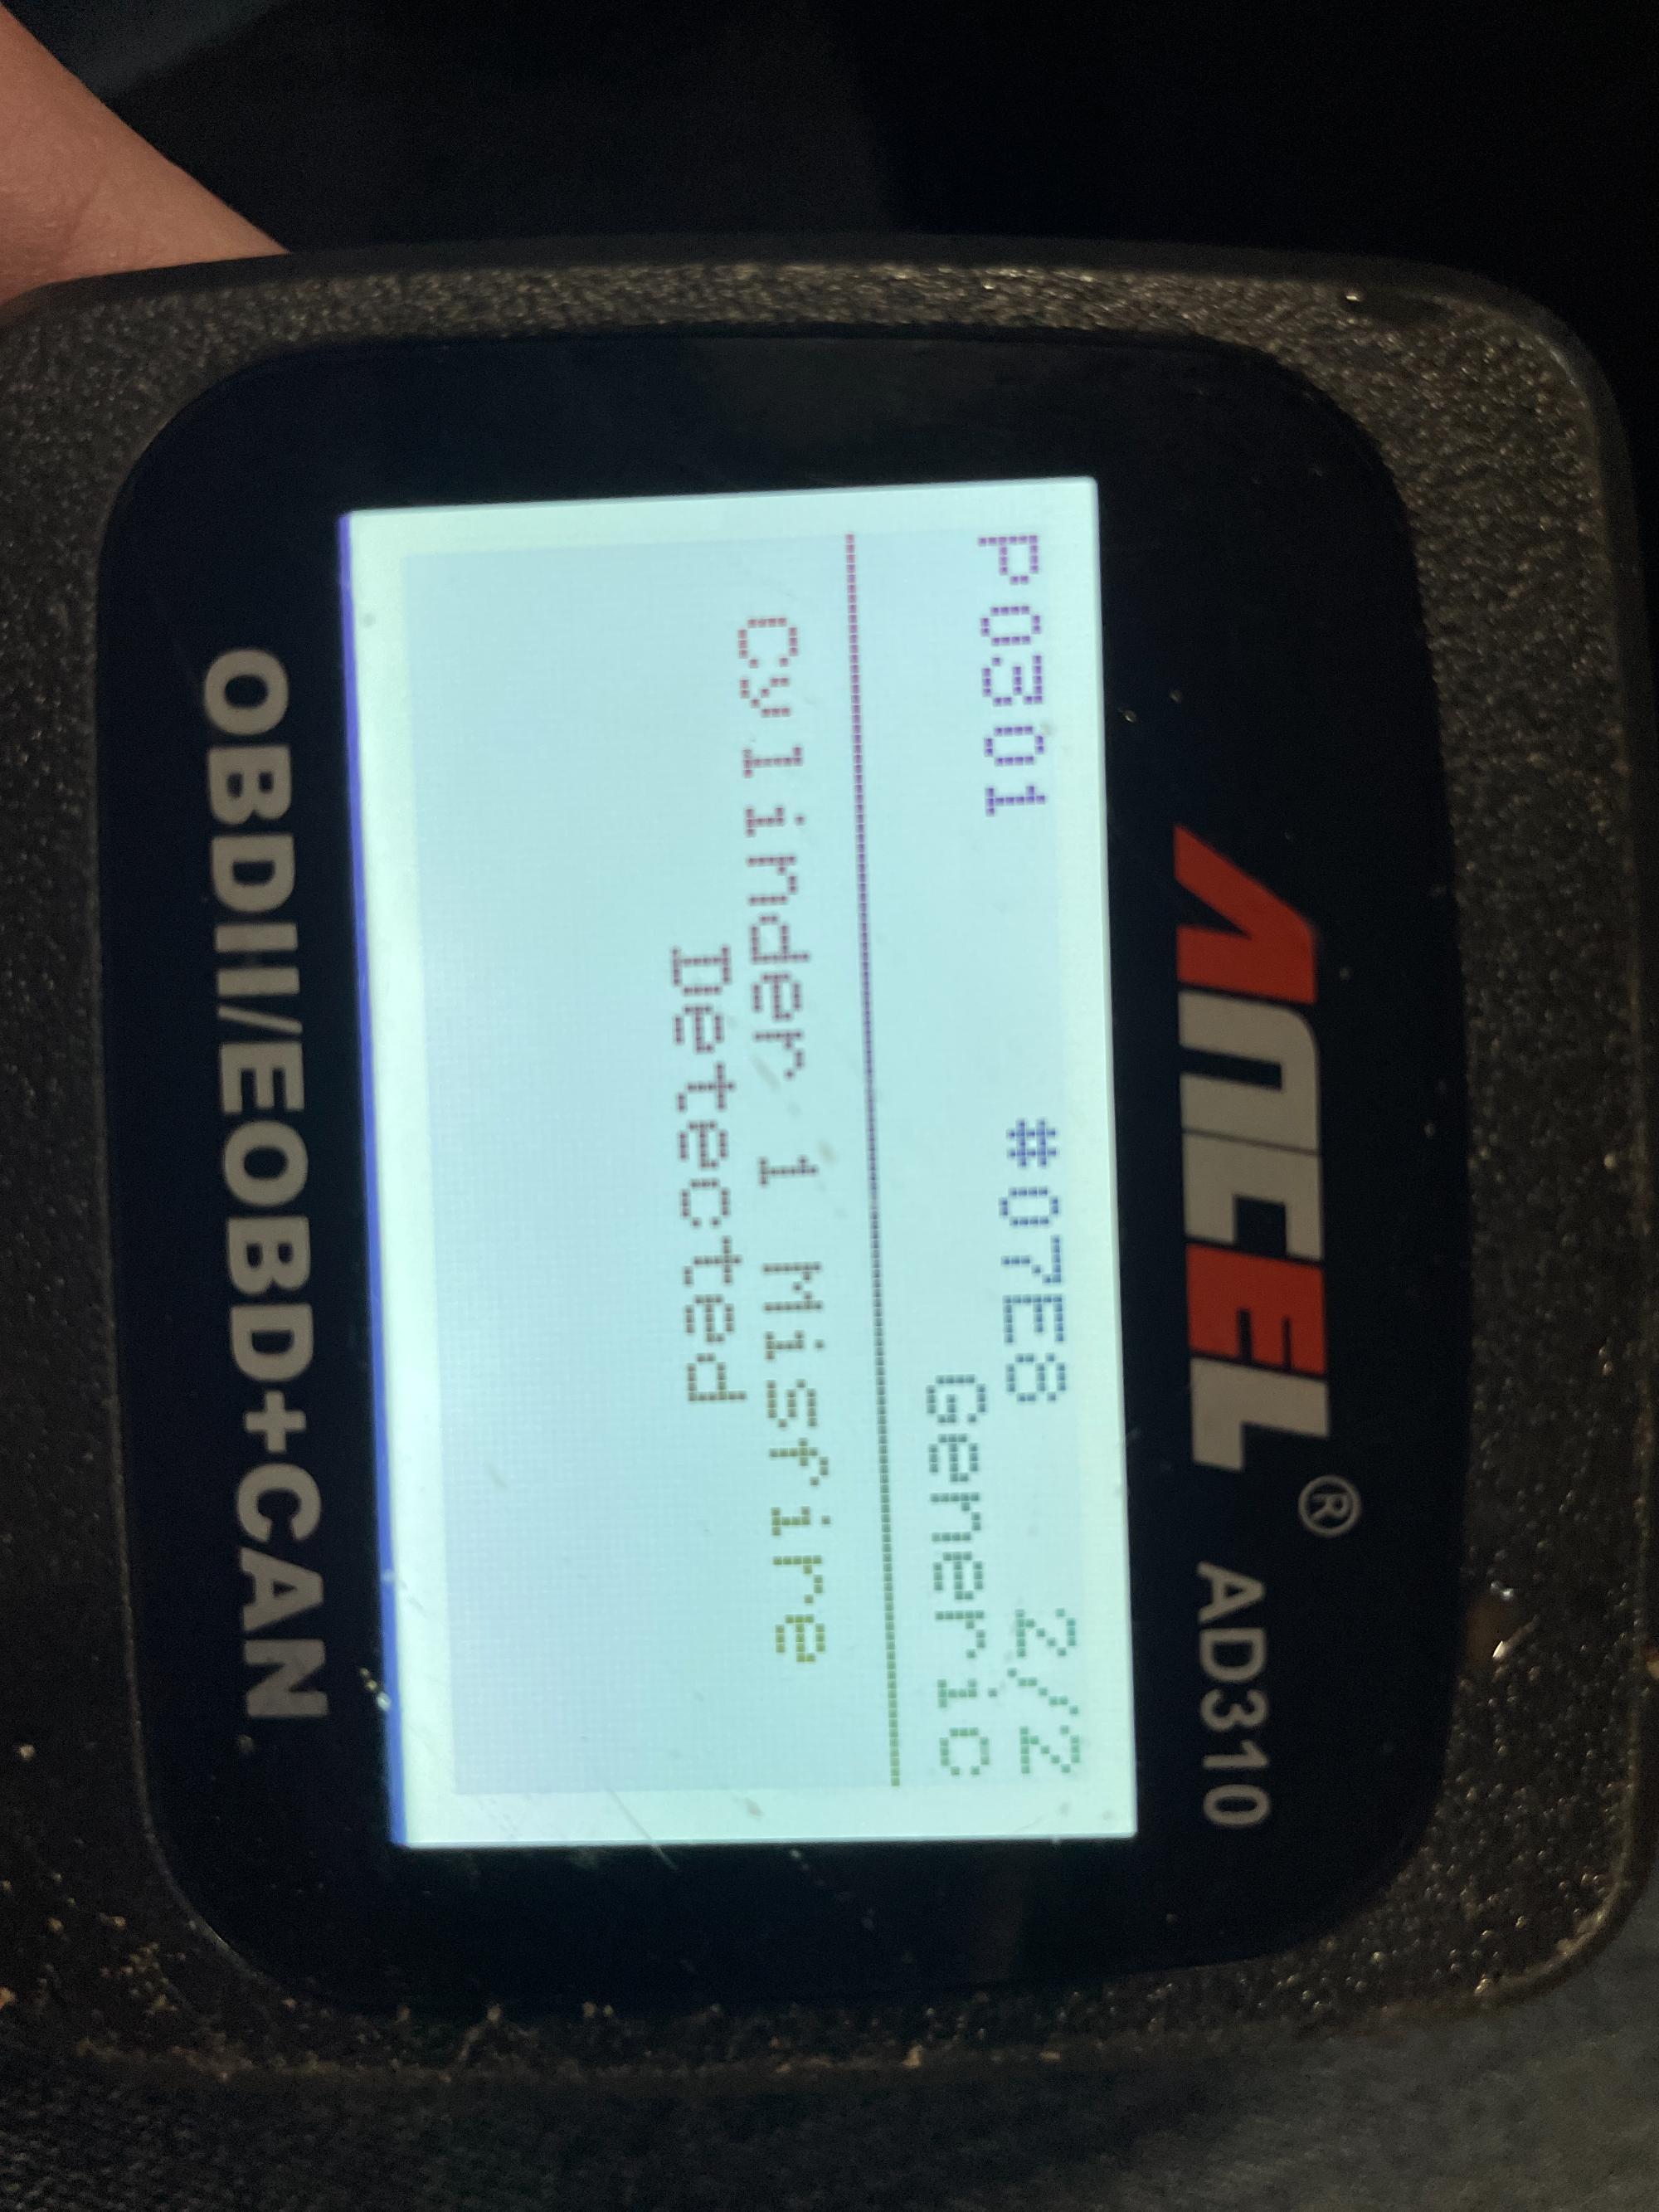 ANCEL® AD310
P0301 #07E8 2/2
Generic
Cylinder 1 Misfire
Detected
OBDII/EOBD+CAN